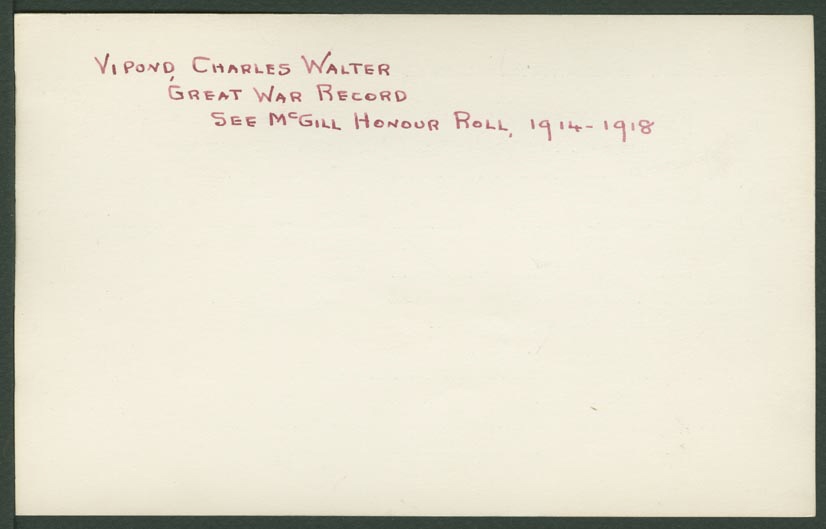 Vipond, Charles Walter
Great War Record
See McGill Honour Roll, 1914-1918